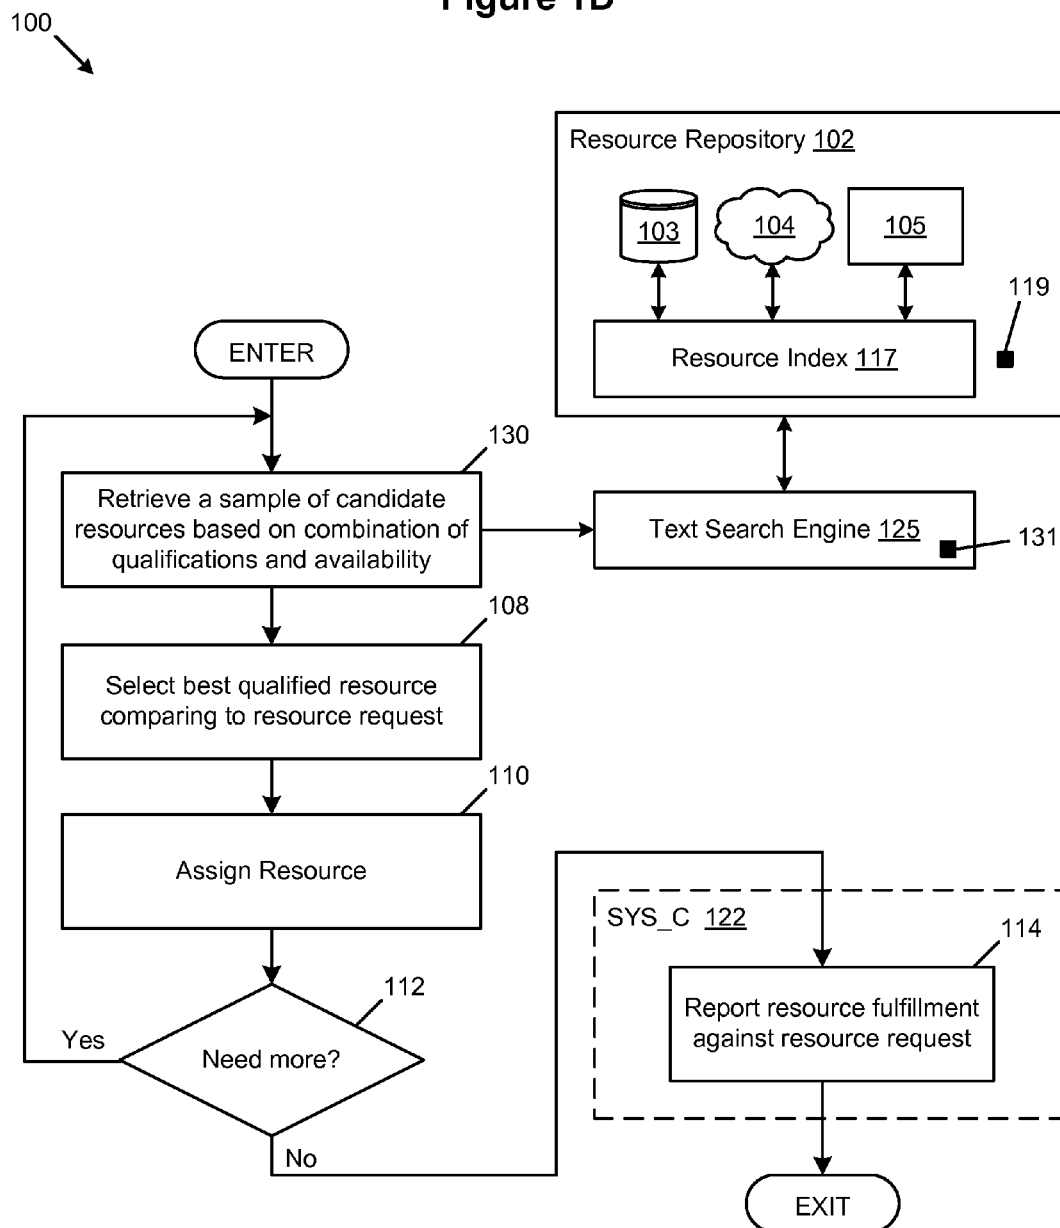 Figure 1D
100
Resource Repository 102
103
104
105
119
Resource Index 117
ENTER
130
Retrieve a sample of candidate
resources based on combination of
qualifications and availability
Text Search Engine 125
131
108
Select best qualified resource
comparing to resource request
110
Assign Resource
SYS_C 122
114
112
Report resource fulfillment
against resource request
Yes
Need more?
No
EXIT